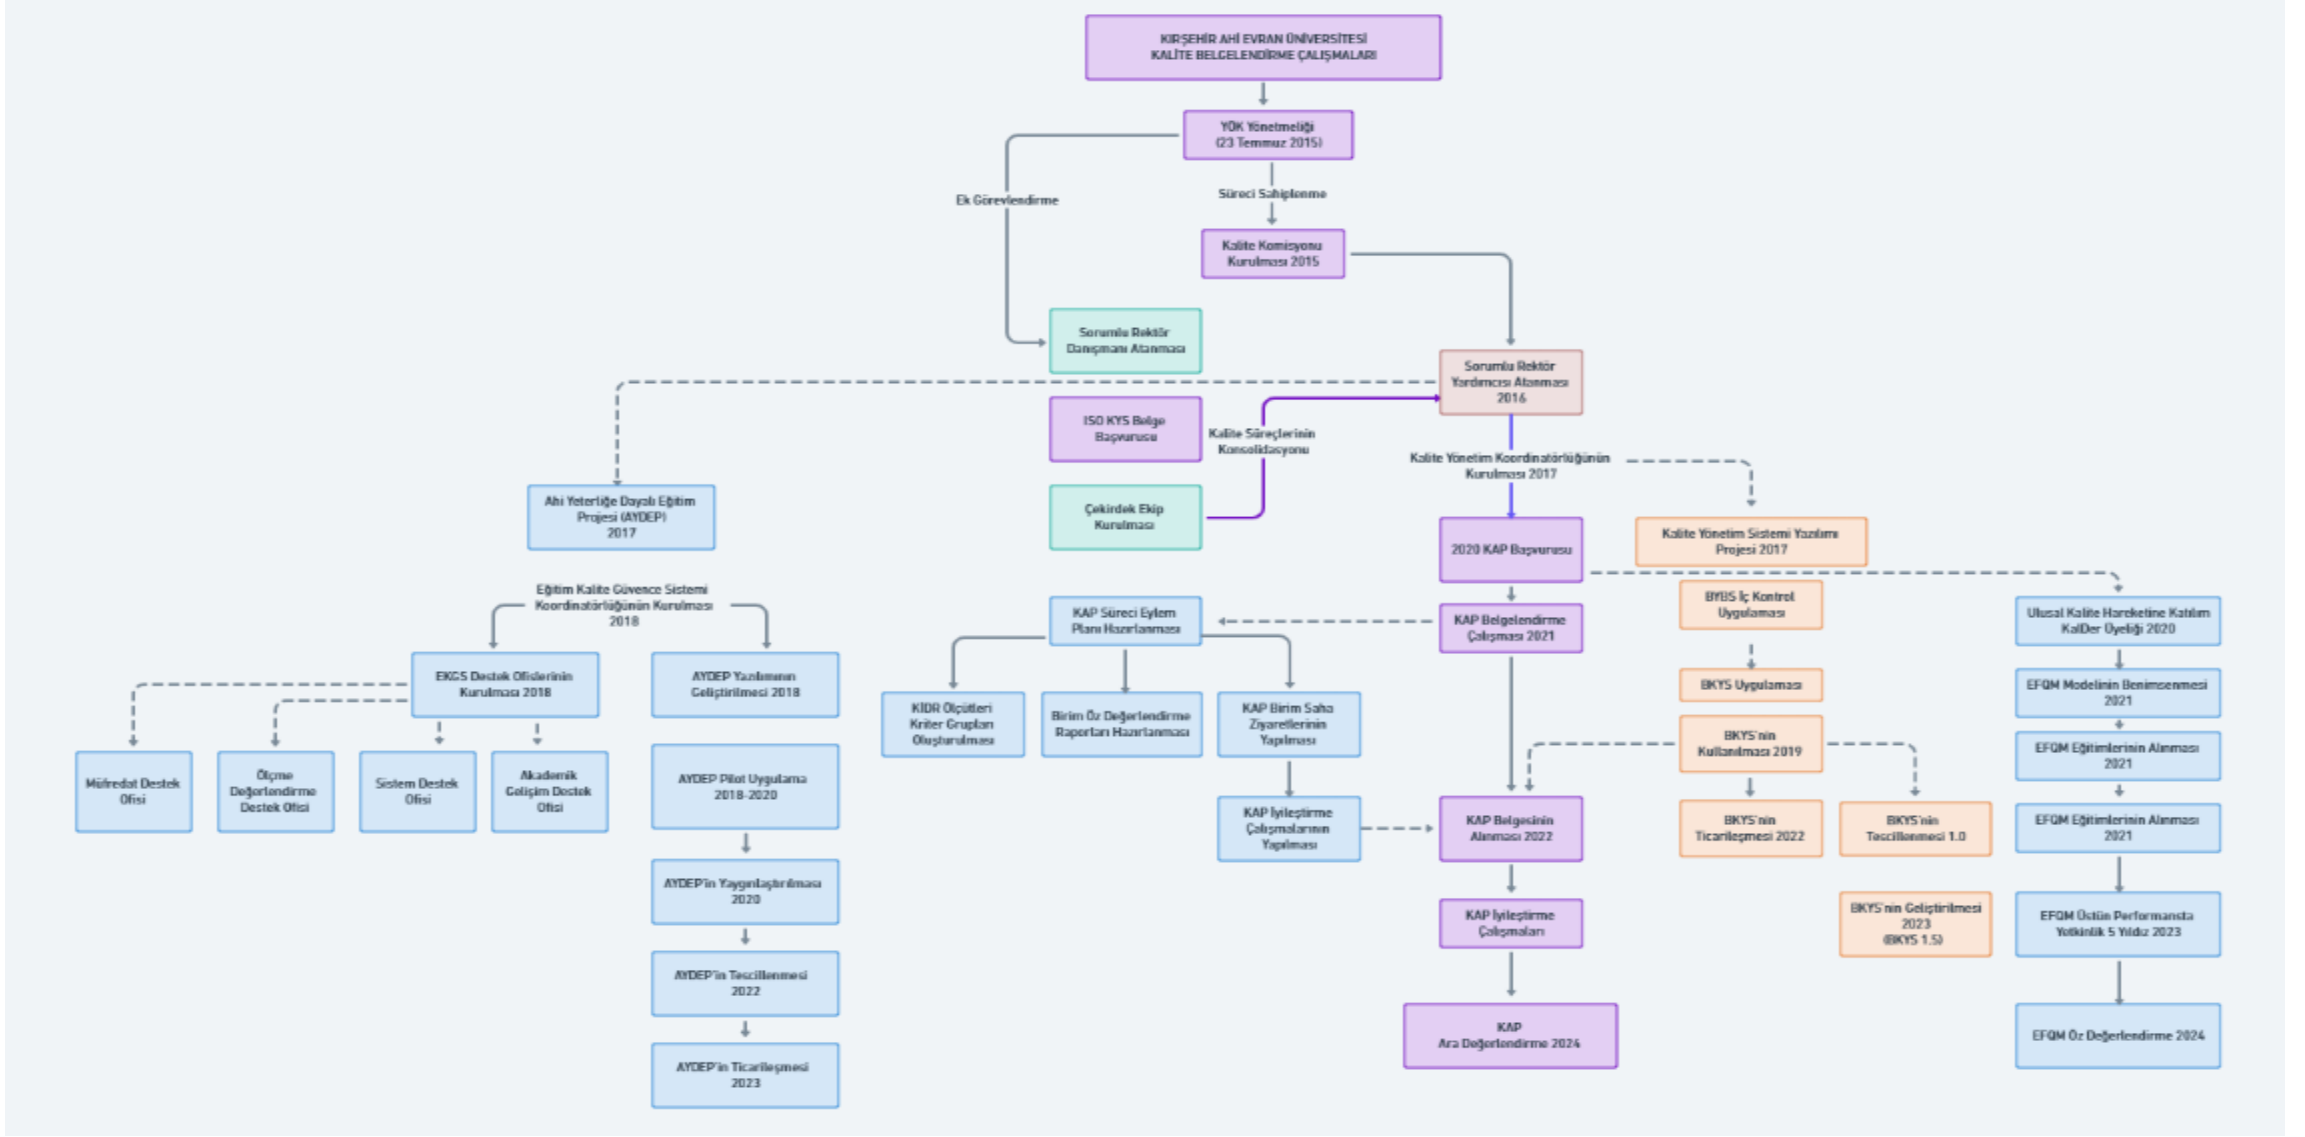 KIRŞEHİR AHİ EVRAN ÜNİVERSİTESİ
KALİTE BELGELENDİRME ÇALIŞMALARI
YÖK Yönetmeliği
(23 Temmuz 2015)
Ek Görevlendirme
Süreci Sahiplenme
Kalite Komisyonu
Kurulması 2015
Sorumlu Rektör
Danışmanı Atanması
Sorumlu Rektör
Yardımcısı Atanması
2016
ISO KYS Belge
Başvurusu
Kalite Süreçlerinin
Konsolidasyonu
Kalite Yönetim Koordinatörlüğünün
Kurulması 2017
Ahi Yeterliğe Dayalı Eğitim
Projesi (AYDEP)
2017
Çekirdek Ekip
Kurulması
2020 KAP Başvurusu
Kalite Yönetim Sistemi Yazılımı
Projesi 2017
Eğitim Kalite Güvence Sistemi
Koordinatörlüğünün Kurulması
2018
KAP Süreci Eylem
Planı Hazırlanması
KAP Belgelendirme
Çalışması 2021
BYBS İç Kontrol
Uygulaması
Ulusal Kalite Hareketine Katılım
KalDer Üyeliği 2020
EKGS Destek Ofislerinin
Kurulması 2018
AYDEP Yazılımının
Geliştirilmesi 2018
BKYS Uygulaması
EFQM Modelinin Benimsenmesi
2021
KİDR Ölçütleri
Kriter Grupları
Oluşturulması
Birim Öz Değerlendirme
Raporları Hazırlanması
KAP Birim Saha
Ziyaretlerinin
Yapılması
BKYS'nin
Kullanılması 2019
EFQM Eğitimlerinin Alınması
2021
Müfredat Destek
Ofisi
Ölçme
Değerlendirme
Destek Ofisi
Sistem Destek
Ofisi
Akademik
Gelişim Destek
Ofisi
AYDEP Pilot Uygulama
2018-2020
KAP İyileştirme
Çalışmalarının
Yapılması
KAP Belgesinin
Alınması 2022
BKYS'nin
Ticarileşmesi 2022
BKYS'nin
Tescillenmesi 1.0
EFQM Eğitimlerinin Alınması
2021
AYDEP'in Yaygınlaştırılması
2020
KAP İyileştirme
Çalışmaları
BKYS'nin Geliştirilmesi
2023
(BKYS 1.5)
EFQM Üstün Performansta
Yetkinlik 5 Yıldız 2023
AYDEP'in Tescillenmesi
2022
KAP
Ara Değerlendirme 2024
EFQM Öz Değerlendirme 2024
AYDEP'in Ticarileşmesi
2023